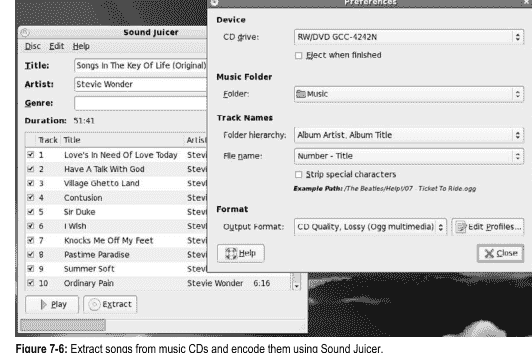 Preferences
Device
CD drive: RW/DVD GCC-4242N
Eject when finished
Music Folder
Folder: Music
Track Names
Folder hierarchy: Album Artist, Album Title
File name: Number - Title
Strip special characters
Example Path: /The Beatles/Help!/07 - Ticket To Ride.ogg
Format
Output Format: CD Quality, Lossy (Ogg multimedia) Edit Profiles...
Help Close
Sound Juicer
Disc Edit Help
Title: Songs In The Key Of Life (Original)
Artist: Stevie Wonder
Genre:
Duration: 51:41
Track Title Artis
1 Love's In Need Of Love Today Stevi
2 Have A Talk With God Stevi
3 Village Ghetto Land Stevi
4 Contusion Stevi
5 Sir Duke Stevi
6 I Wish Stevi
7 Knocks Me Off My Feet Stevi
8 Pastime Paradise Stevi
9 Summer Soft Stevi
10 Ordinary Pain Stevie Wonder 6:16
Play Extract
Figure 7-6: Extract songs from music CDs and encode them using Sound Juicer.